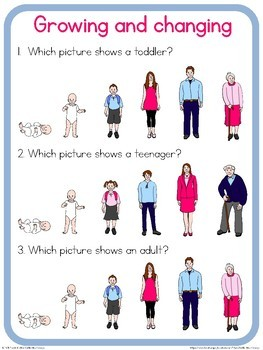 Growing and changing
1. Which picture shows a toddler?
2. Which picture shows a teenager?
3. Which picture shows an adult?